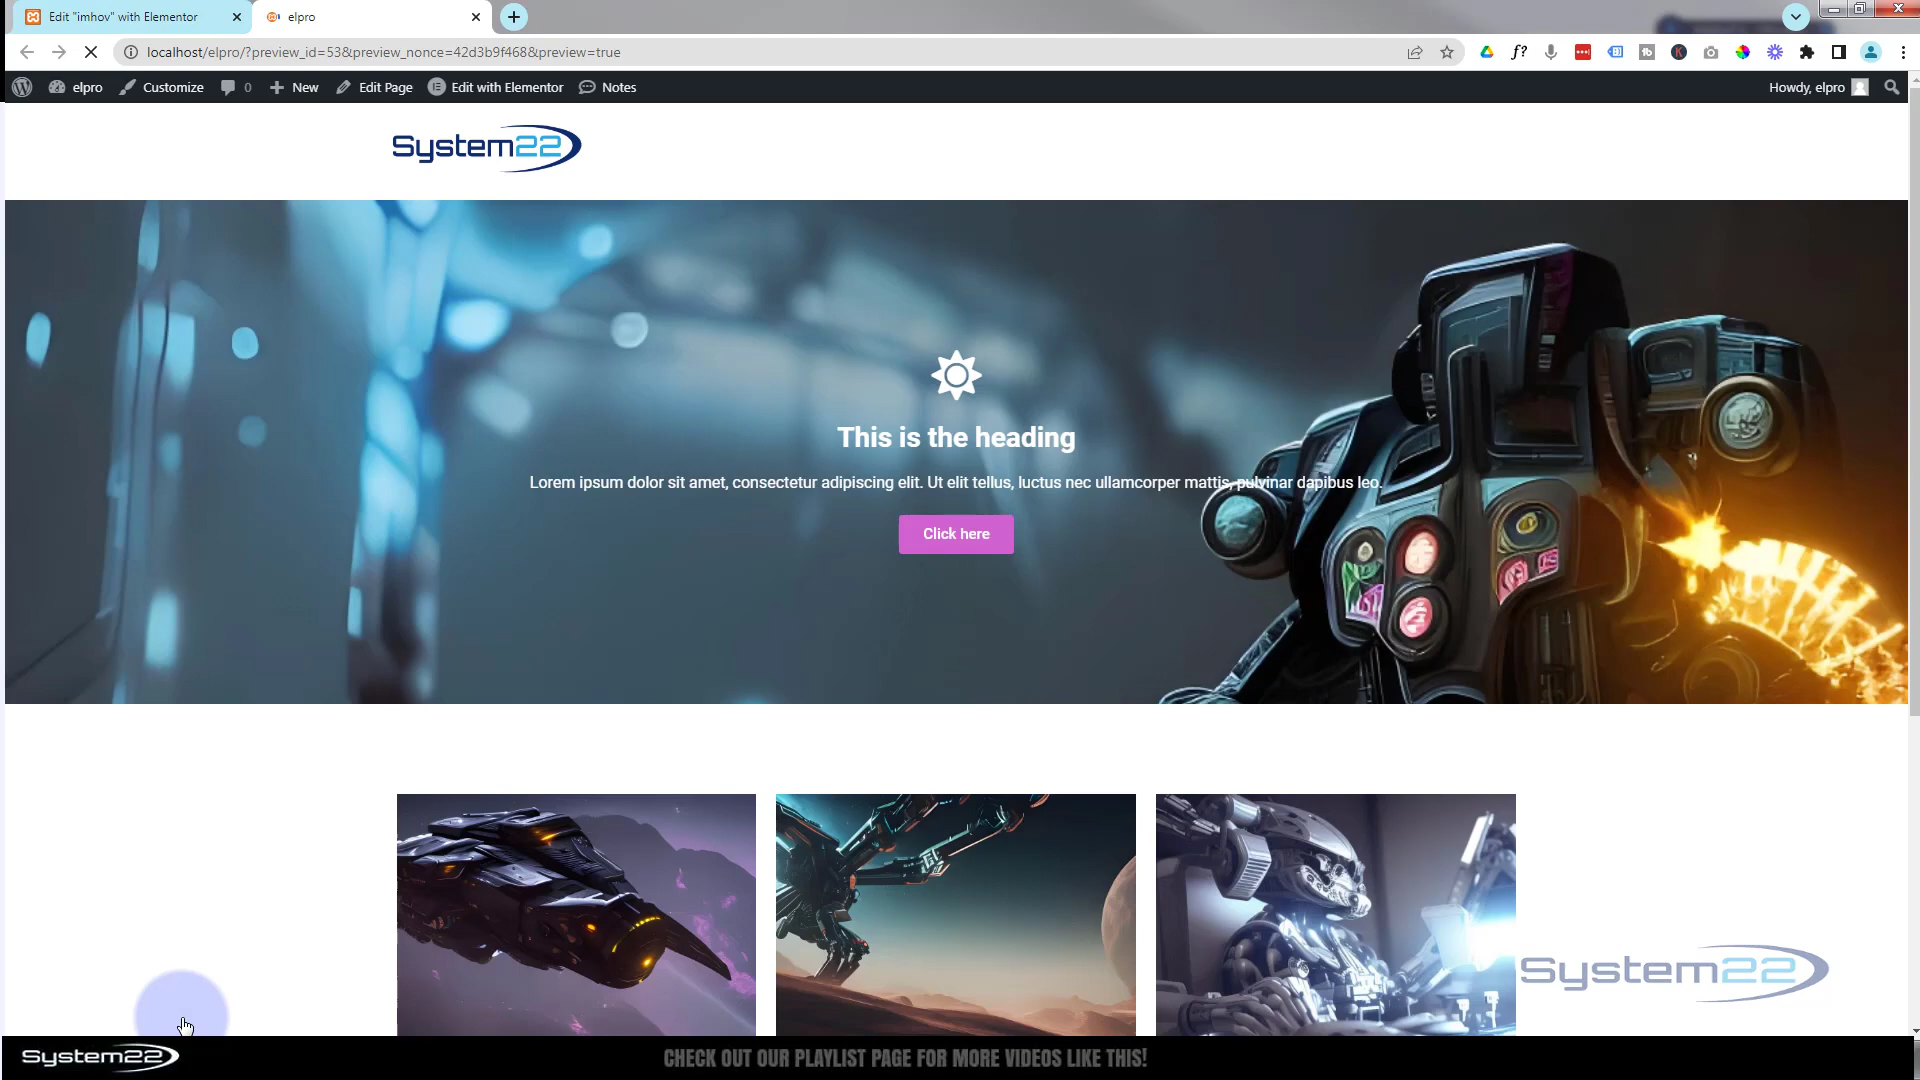 Edit "imhov" with Elementor
elpro
localhost/elpro/?preview_id=53&preview_nonce=42d3b9f468&preview=true
elpro
Customize
0
New
Edit Page
Edit with Elementor
Notes
Howdy, elpro
System22
This is the heading
Lorem ipsum dolor sit amet, consectetur adipiscing elit. Ut elit tellus, luctus nec ullamcorper mattis, pulvinar dapibus leo.
Click here
System22
System22
CHECK OUT OUR PLAYLIST PAGE FOR MORE VIDEOS LIKE THIS!